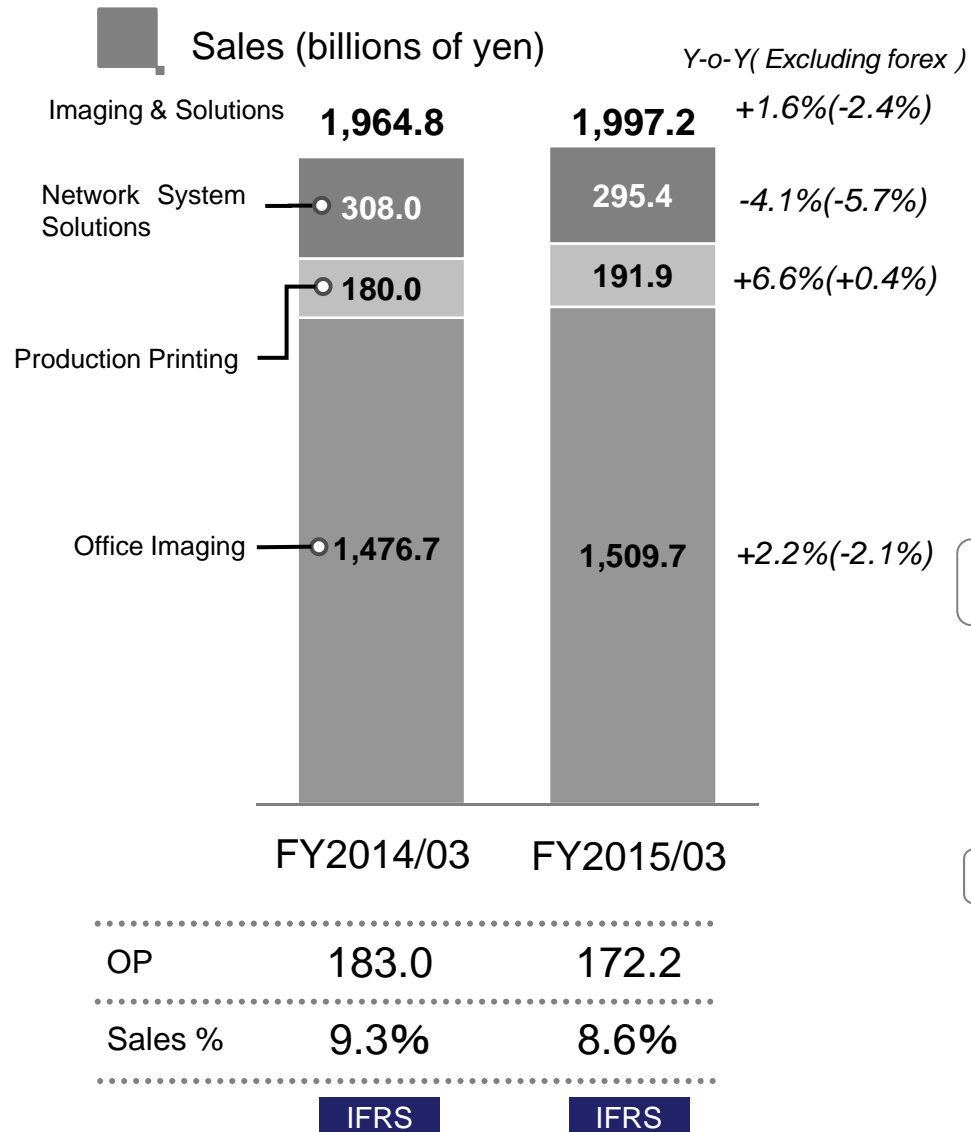 Sales (billions of yen)
Y-o-Y( Excluding forex )
Imaging & Solutions 1,964.8 1,997.2 +1.6%(-2.4%)
Network System
Solutions
308.0 295.4 -4.1%(-5.7%)
180.0 191.9 +6.6%(+0.4%)
Production Printing
Office Imaging 1,476.7 1,509.7 +2.2%(-2.1%)
FY2014/03 FY2015/03
OP 183.0 172.2
Sales % 9.3% 8.6%
IFRS IFRS